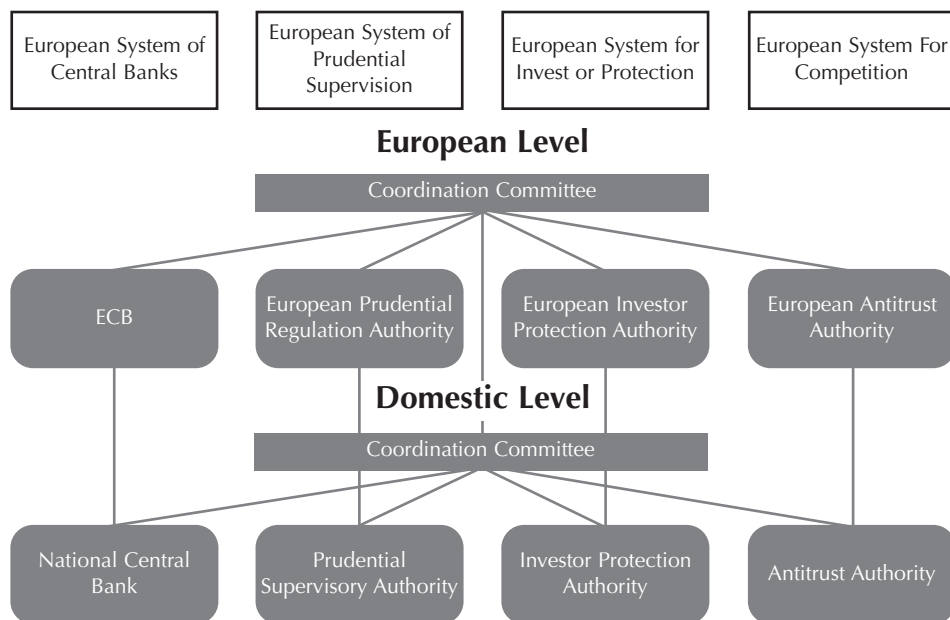 European System of
Central Banks
European System of
Prudential
Supervision
European System for
Invest or Protection
European System For
Competition
European Level
Coordination Committee
ECB
European Prudential
Regulation Authority
European Investor
Protection Authority
European Antitrust
Authority
Domestic Level
Coordination Committee
National Central
Bank
Prudential
Supervisory Authority
Investor Protection
Authority
Antitrust Authority